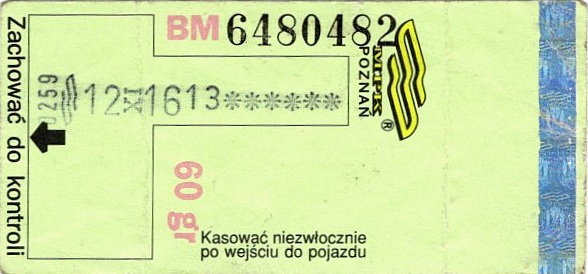 BM 6480482
MPK
POZNAŃ
®
Zachować do kontroli
0259
12 XI 1613******
60 gr
Kasować niezwłocznie
po wejściu do pojazdu